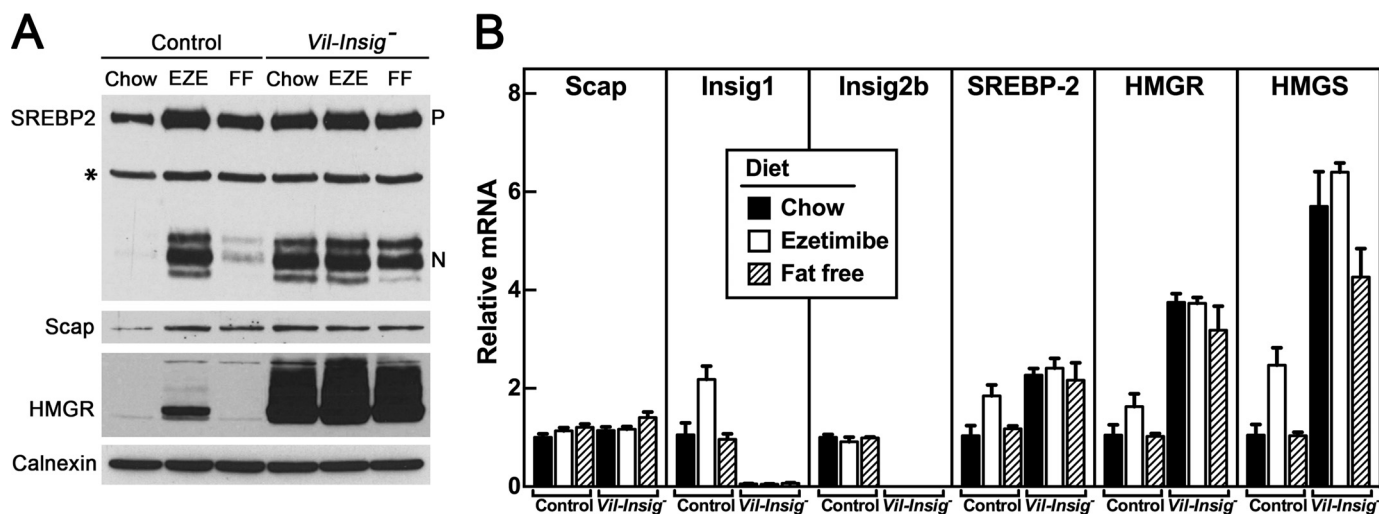 A
Control Vil-Insig⁻
Chow EZE FF Chow EZE FF
SREBP2 P
*
N
Scap
HMGR
Calnexin
B
Scap Insig1 Insig2b SREBP-2 HMGR HMGS
Relative mRNA
8
6
4
2
0
Diet
Chow
Ezetimibe
Fat free
Control Vil-Insig⁻ Control Vil-Insig⁻ Control Vil-Insig⁻ Control Vil-Insig⁻ Control Vil-Insig⁻ Control Vil-Insig⁻